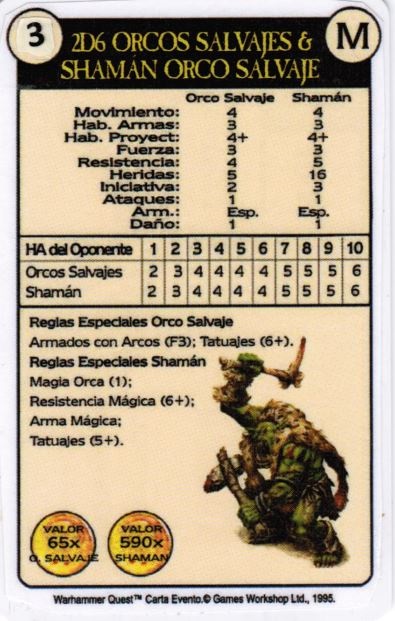 3
2D6 ORCOS SALVAJES &
SHAMÁN ORCO SALVAJE
M
Orco Salvaje Shamán
Movimiento: 4 4
Hab. Armas: 3 3
Hab. Proyect: 4+ 4+
Fuerza: 3 3
Resistencia: 4 5
Heridas: 5 16
Iniciativa: 2 3
Ataques: 1 1
Arm.: Esp. Esp.
Daño: 1 1
HA del Oponente 1 2 3 4 5 6 7 8 9 10
Orcos Salvajes 2 3 4 4 4 4 5 5 5 6
Shamán 2 3 4 4 4 4 5 5 5 6
Reglas Especiales Orco Salvaje
Armados con Arcos (F3); Tatuajes (6+).
Reglas Especiales Shamán
Magia Orca (1);
Resistencia Mágica (6+);
Arma Mágica;
Tatuajes (5+).
VALOR
65x
O. SALVAJE
VALOR
590x
SHAMAN
Warhammer Quest™ Carta Evento.© Games Workshop Ltd., 1995.